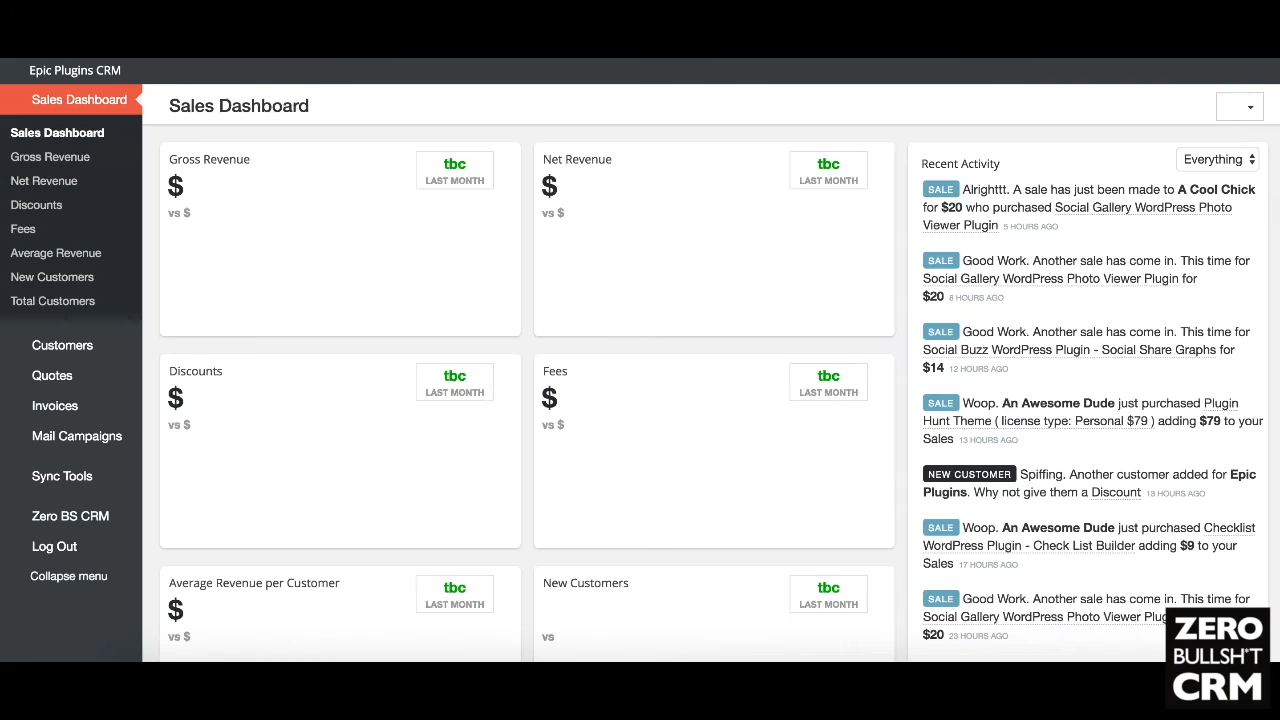 Epic Plugins CRM
Sales Dashboard
Sales Dashboard
Gross Revenue
Net Revenue
Discounts
Fees
Average Revenue
New Customers
Total Customers
Customers
Quotes
Invoices
Mail Campaigns
Sync Tools
Zero BS CRM
Log Out
Collapse menu
Sales Dashboard
Gross Revenue
$
vs $
tbc
LAST MONTH
Net Revenue
$
vs $
tbc
LAST MONTH
Discounts
$
vs $
tbc
LAST MONTH
Fees
$
vs $
tbc
LAST MONTH
Average Revenue per Customer
$
vs $
tbc
LAST MONTH
New Customers
vs
tbc
LAST MONTH
Recent Activity
Everything
SALE Alrighttt. A sale has just been made to A Cool Chick
for $20 who purchased Social Gallery WordPress Photo
Viewer Plugin 5 HOURS AGO
SALE Good Work. Another sale has come in. This time for
Social Gallery WordPress Photo Viewer Plugin for
$20 8 HOURS AGO
SALE Good Work. Another sale has come in. This time for
Social Buzz WordPress Plugin - Social Share Graphs for
$14 12 HOURS AGO
SALE Woop. An Awesome Dude just purchased Plugin
Hunt Theme ( license type: Personal $79 ) adding $79 to your
Sales 13 HOURS AGO
NEW CUSTOMER Spiffing. Another customer added for Epic
Plugins. Why not give them a Discount 13 HOURS AGO
SALE Woop. An Awesome Dude just purchased Checklist
WordPress Plugin - Check List Builder adding $9 to your
Sales 17 HOURS AGO
SALE Good Work. Another sale has come in. This time for
Social Gallery WordPress Photo Viewer
$20 23 HOURS AGO
ZERO
BULLSH*T
CRM